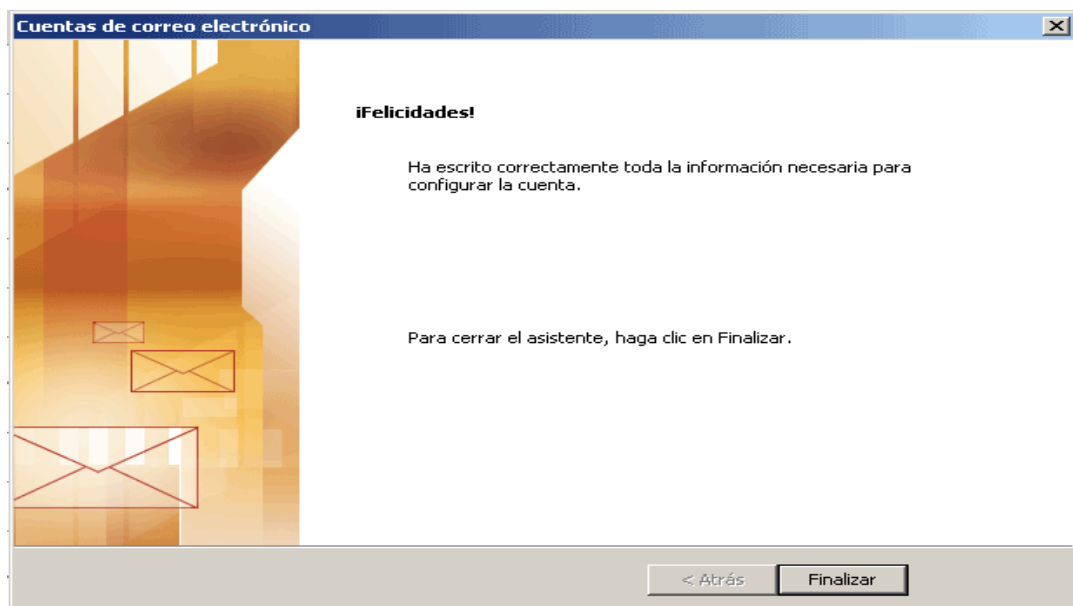 Cuentas de correo electrónico
¡Felicidades!
Ha escrito correctamente toda la información necesaria para
configurar la cuenta.
Para cerrar el asistente, haga clic en Finalizar.
< Atrás
Finalizar